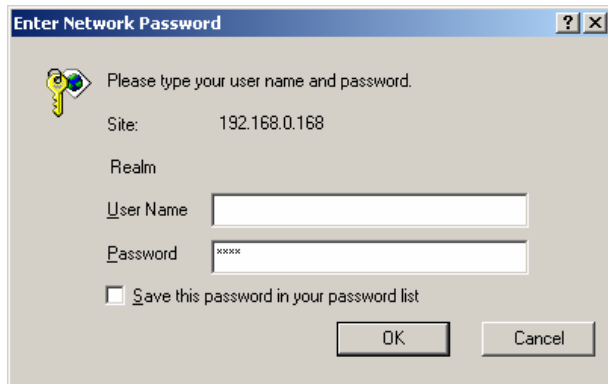 Enter Network Password
Please type your user name and password.
Site: 192.168.0.168
Realm
User Name
Password ****
Save this password in your password list
OK Cancel